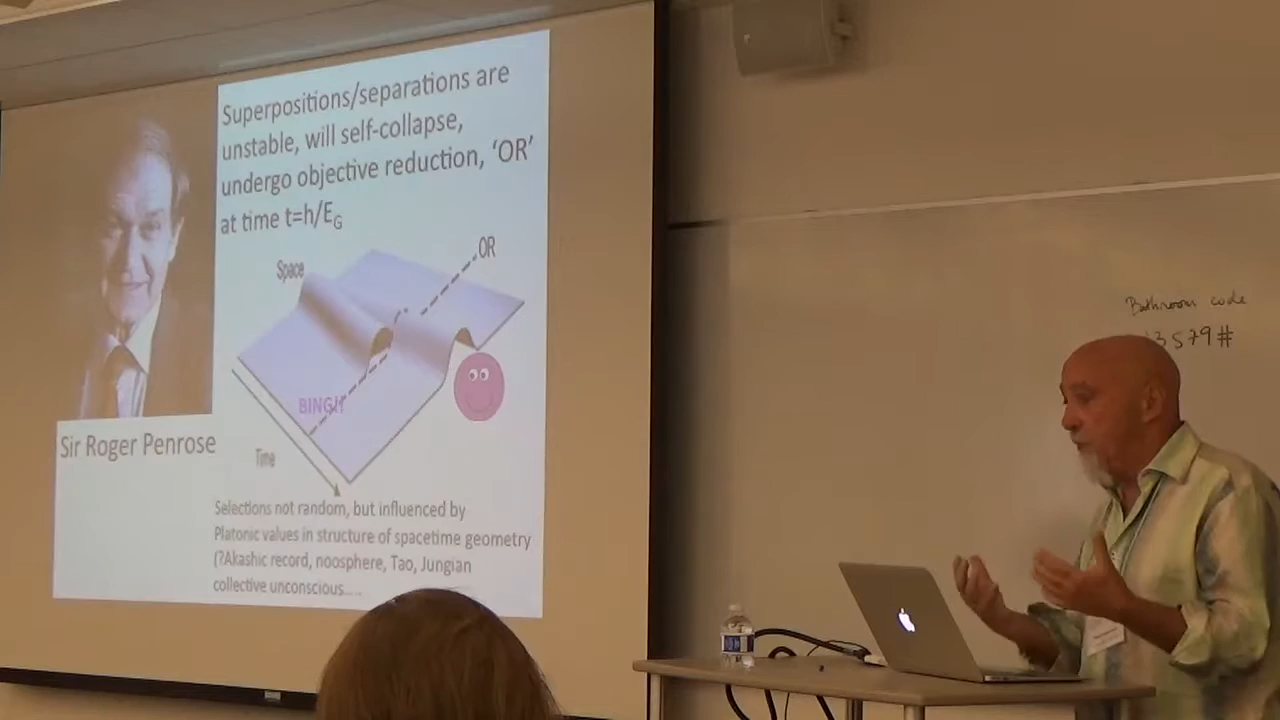 Superpositions/separations are
unstable, will self-collapse,
undergo objective reduction, ‘OR’
at time t=h/EG
OR
Space
BING!!
Time
Sir Roger Penrose
Selections not random, but influenced by
Platonic values in structure of spacetime geometry
(?Akashic record, noosphere, Tao, Jungian
collective unconscious.....
Bathroom code
3579#